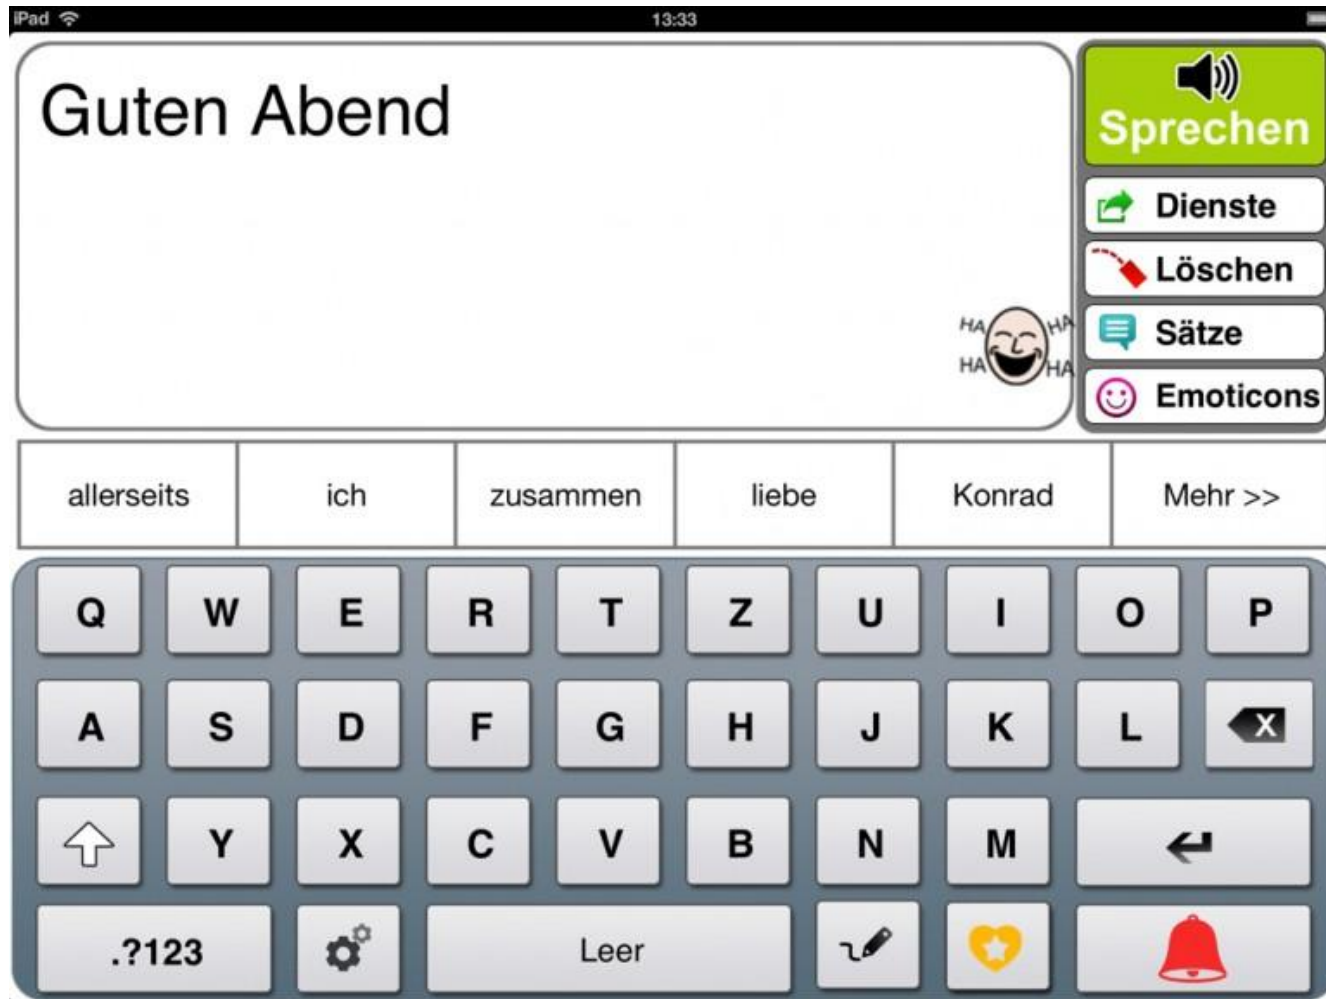 iPad 13:33
Guten Abend
HA HA
HA HA
Sprechen
Dienste
Löschen
Sätze
Emoticons
allerseits ich zusammen liebe Konrad Mehr >>
Q W E R T Z U I O P
A S D F G H J K L X
Y X C V B N M
.?123 Leer